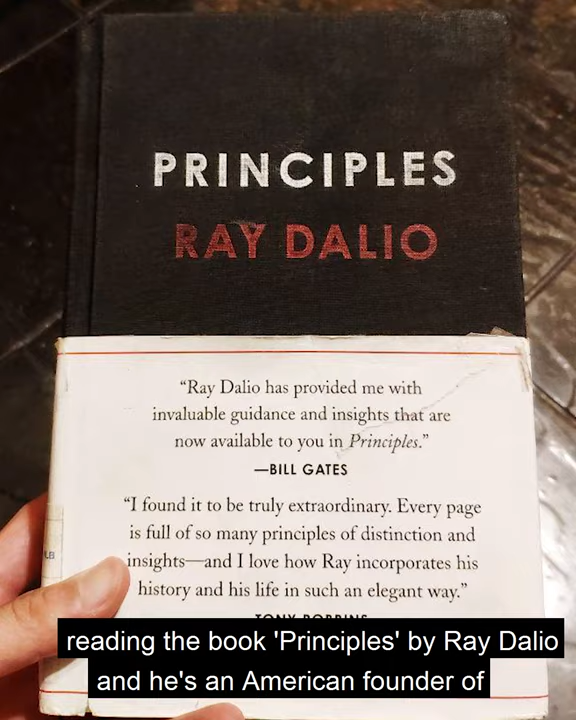 PRINCIPLES
RAY DALIO
“Ray Dalio has provided me with
invaluable guidance and insights that are
now available to you in Principles.”
—BILL GATES
“I found it to be truly extraordinary. Every page
is full of so many principles of distinction and
insights—and I love how Ray incorporates his
history and his life in such an elegant way.”
TONY ROBBINS
reading the book 'Principles' by Ray Dalio
and he's an American founder of